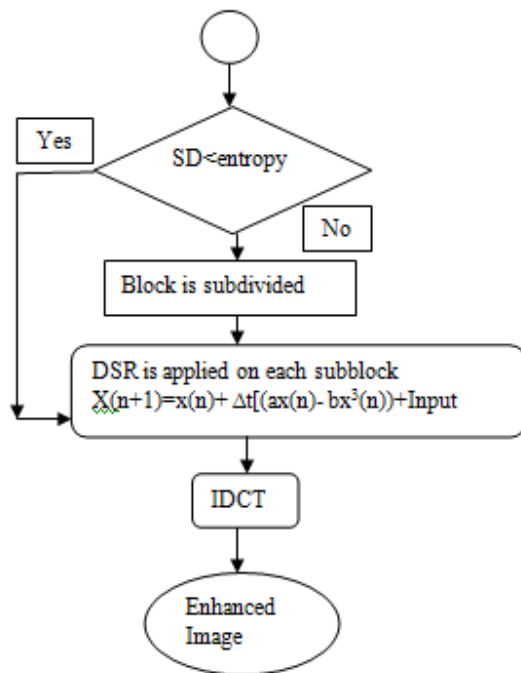 Yes
SD<entropy
No
Block is subdivided
DSR is applied on each subblock
X(n+1)=x(n)+ Δt[(ax(n)- bx³(n))+Input
IDCT
Enhanced
Image